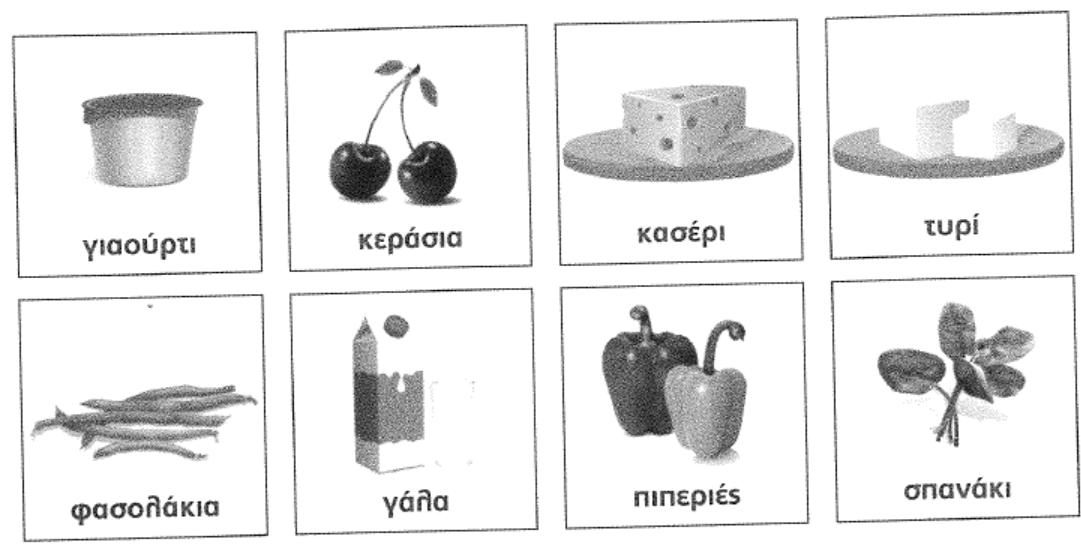 γιαούρτι
κεράσια
κασέρι
τυρί
φασολάκια
γάλα
πιπεριές
σπανάκι